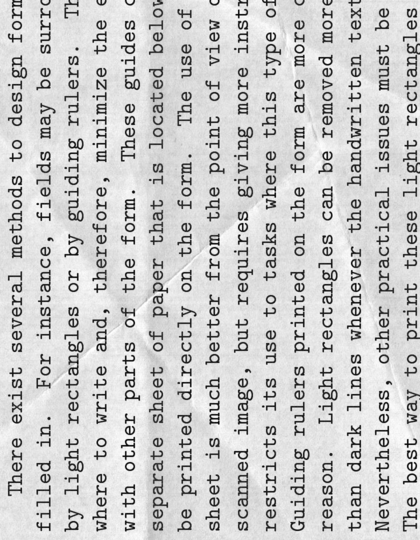 There exist several methods to design form
filled in. For instance, fields may be surro
by light rectangles or by guiding rulers. Th
where to write and, therefore, minimize the e
with other parts of the form. These guides c
separate sheet of paper that is located below
be printed directly on the form. The use of
sheet is much better from the point of view o
scanned image, but requires giving more instr
restricts its use to tasks where this type of
Guiding rulers printed on the form are more c
reason. Light rectangles can be removed more
than dark lines whenever the handwritten text
Nevertheless, other practical issues must be
The best way to print these light rectangles